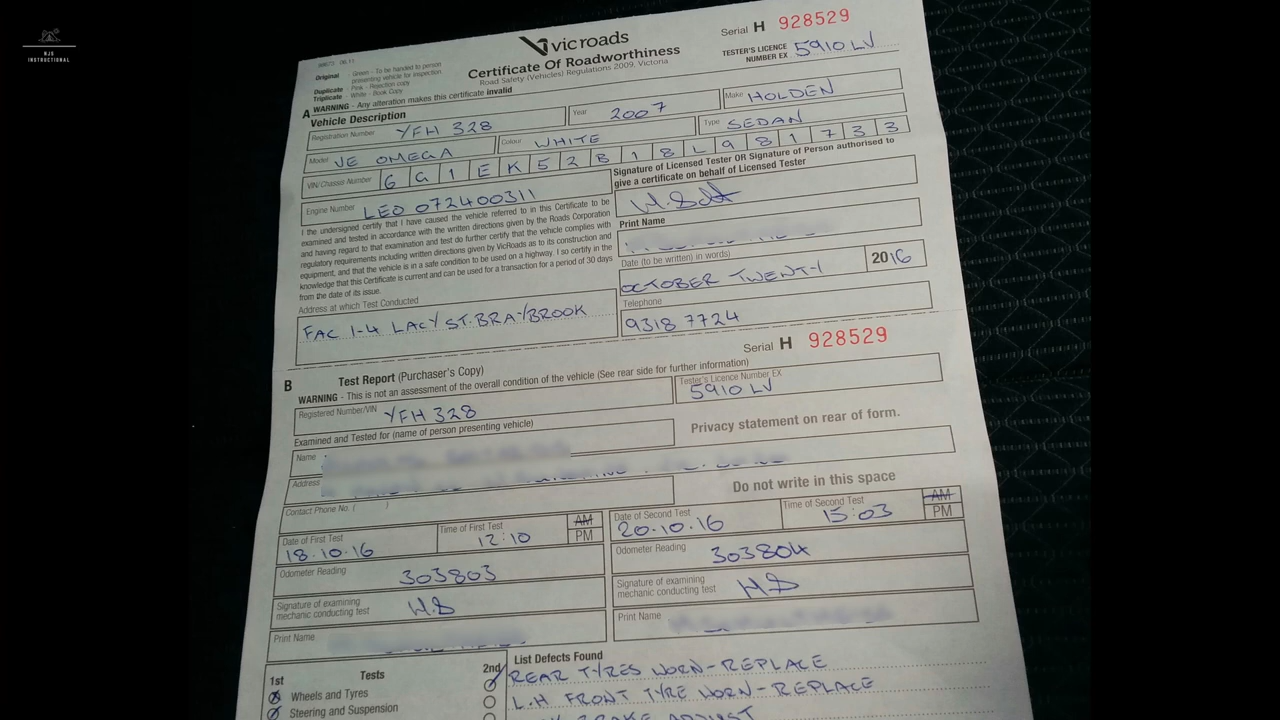 NJS
INSTRUCTIONAL
vicroads
Certificate Of Roadworthiness
Road Safety (Vehicles) Regulations 2009, Victoria
Serial H 928529
TESTER'S LICENCE
NUMBER EX 5910 LV
Original - Green - To be handed to person
presenting vehicle for inspection
Duplicate - Pink - Rejection copy
Triplicate - White - Book Copy
WARNING - Any alteration makes this certificate invalid
A Vehicle Description
Registration Number YFH 328
Year 2007
Make HOLDEN
Model VE OMEGA
Colour WHITE
Type SEDAN
VIN/Chassis Number 6 G 1 E K 5 2 B 1 8 L 9 8 1 7 3 3
Engine Number LEO 072400311
Signature of Licensed Tester OR Signature of Person authorised to
give a certificate on behalf of Licensed Tester
I the undersigned certify that I have caused the vehicle referred to in this Certificate to be
examined and tested in accordance with the written directions given by the Roads Corporation
and having regard to that examination and test do further certify that the vehicle complies with
regulatory requirements including written directions given by VicRoads as to its construction and
equipment, and that the vehicle is in a safe condition to be used on a highway. I so certify in the
knowledge that this Certificate is current and can be used for a transaction for a period of 30 days
from the date of its issue.
Print Name
Date (to be written) in words)
OCTOBER TWENTY-1 2016
Address at which Test Conducted
FAC 1-4 LACY ST. BRAYBROOK
Telephone
9318 7724
Serial H 928529
B Test Report (Purchaser's Copy)
WARNING - This is not an assessment of the overall condition of the vehicle (See rear side for further information)
Registered Number/VIN YFH 328
Tester's Licence Number EX
5910 LV
Examined and Tested for (name of person presenting vehicle)
Privacy statement on rear of form.
Name
Address
Do not write in this space
Contact Phone No. ( )
Date of First Test
18.10.16
Time of First Test
12:10
AM
PM
Date of Second Test
20.10.16
Time of Second Test
15:03
AM
PM
Odometer Reading 303803
Odometer Reading 303804
Signature of examining
mechanic conducting test
Signature of examining
mechanic conducting test
Print Name
Print Name
1st Tests 2nd
Wheels and Tyres
Steering and Suspension
List Defects Found
REAR TYRES WORN-REPLACE
L.H FRONT TYRE WORN-REPLACE
BRAKE ADJUST